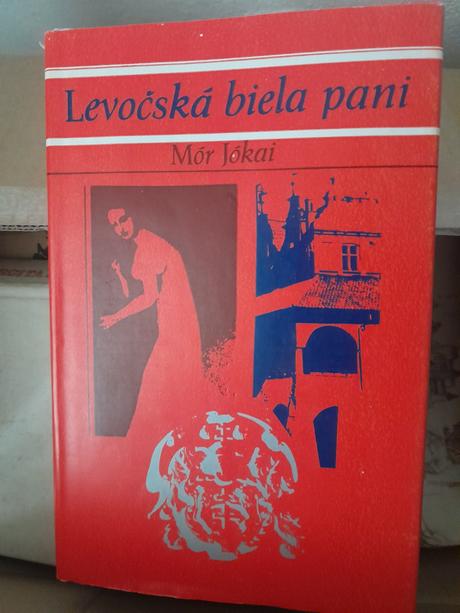 Levočská biela pani
Mór Jókai